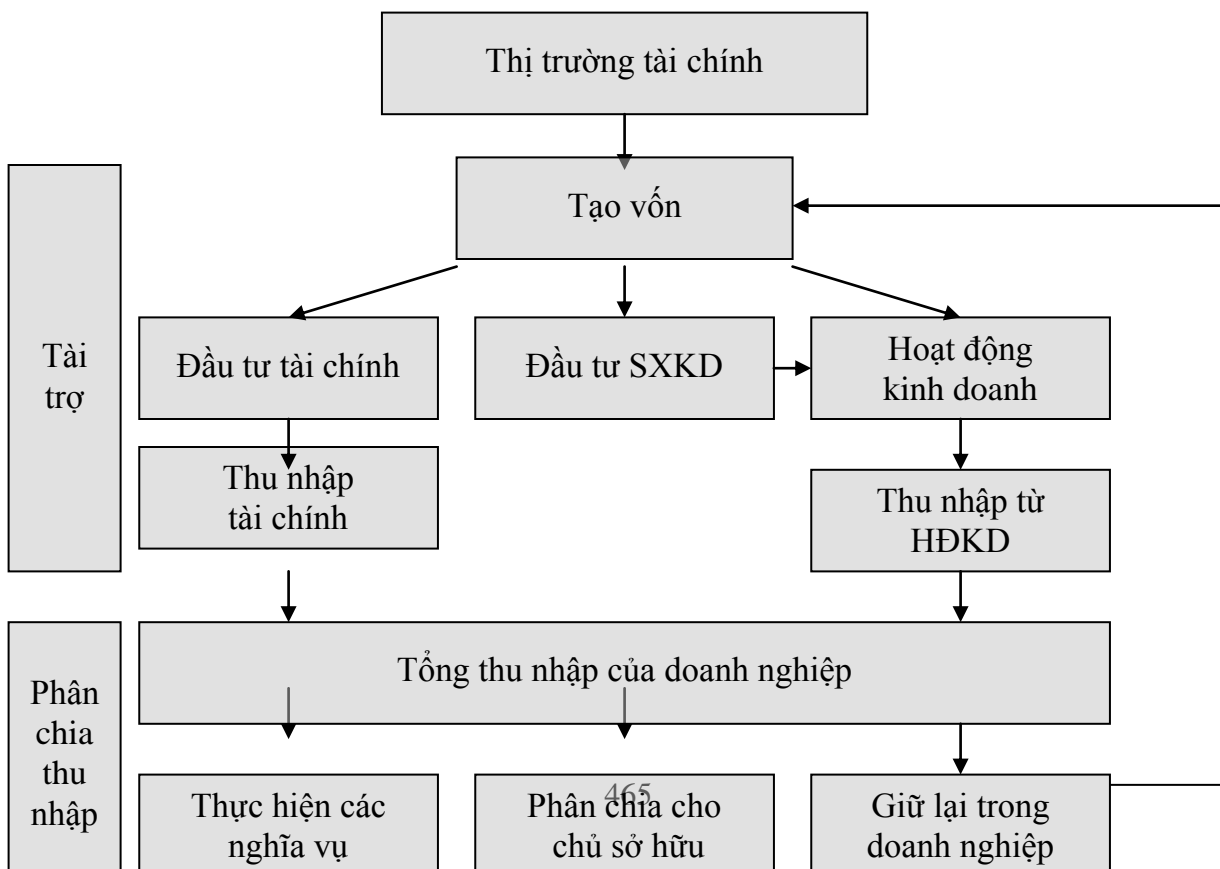 Thị trường tài chính
Tạo vốn
Tài
trợ
Đầu tư tài chính
Đầu tư SXKD
Hoạt động
kinh doanh
Thu nhập
tài chính
Thu nhập từ
HĐKD
Phân
chia
thu
nhập
Tổng thu nhập của doanh nghiệp
Thực hiện các
nghĩa vụ
465
Phân chia cho
chủ sở hữu
Giữ lại trong
doanh nghiệp